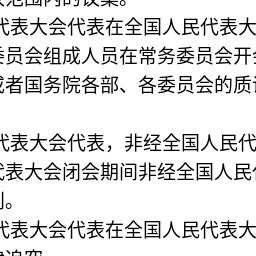 代表大会代表在全国人民代表大
委员会组成人员在常务委员会开会
或者国务院各部、各委员会的质询
代表大会代表，非经全国人民代
代表大会闭会期间非经全国人民代
。
代表大会代表在全国人民代表大